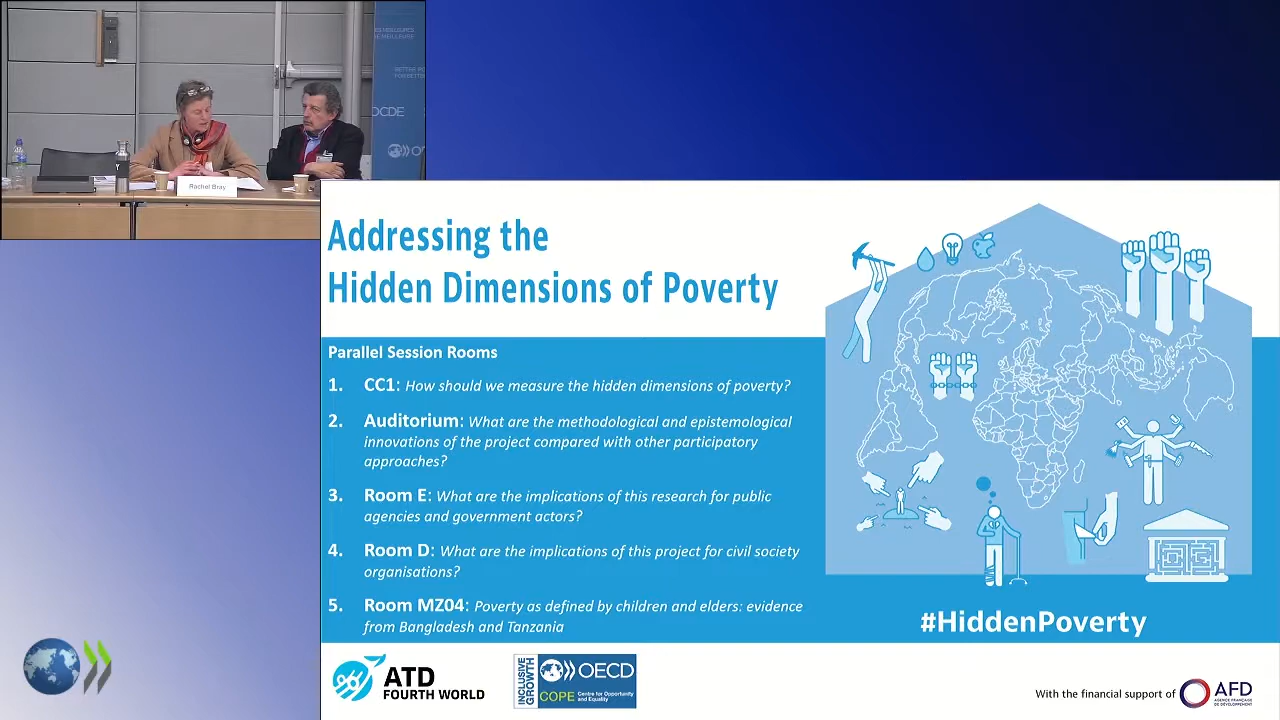 OCDE
Rachel Bray
Addressing the
Hidden Dimensions of Poverty
Parallel Session Rooms
1. CC1: How should we measure the hidden dimensions of poverty?
2. Auditorium: What are the methodological and epistemological
innovations of the project compared with other participatory
approaches?
3. Room E: What are the implications of this research for public
agencies and government actors?
4. Room D: What are the implications of this project for civil society
organisations?
5. Room MZ04: Poverty as defined by children and elders: evidence
from Bangladesh and Tanzania
#HiddenPoverty
ATD
FOURTH WORLD
INCLUSIVE
GROWTH
OECD
COPE Centre for Opportunity
and Equality
With the financial support of
AFD
AGENCE FRANÇAISE
DE DÉVELOPPEMENT